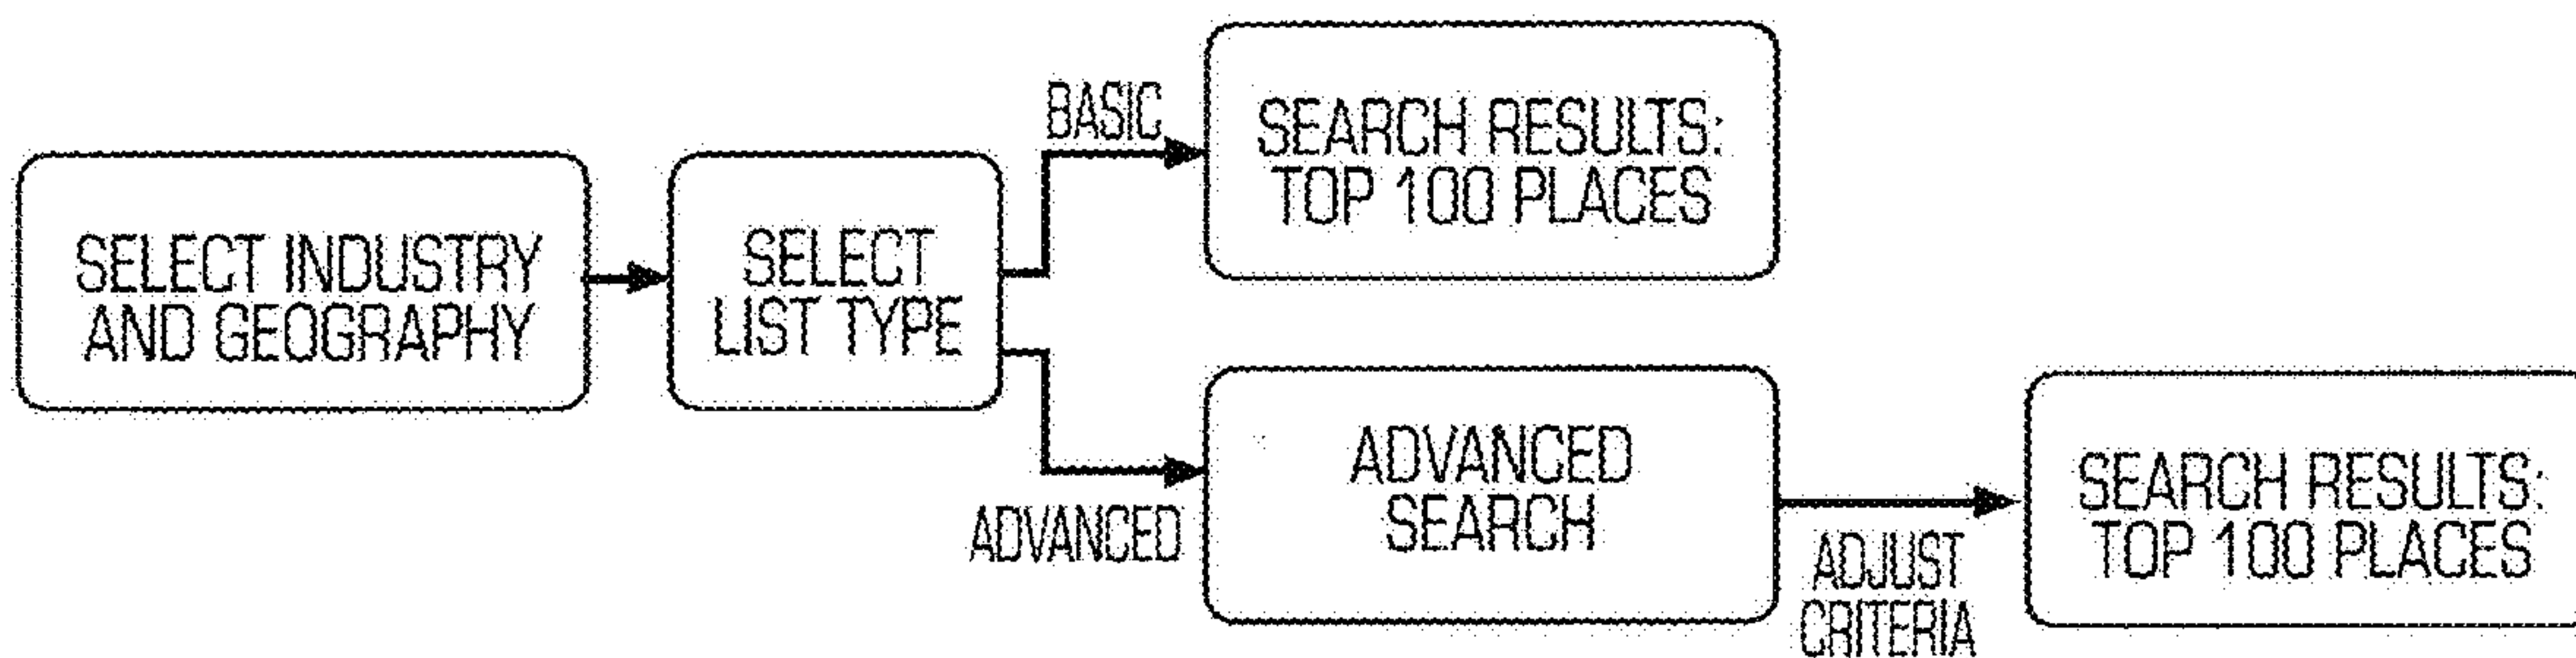 SELECT INDUSTRY
AND GEOGRAPHY
SELECT
LIST TYPE
BASIC
SEARCH RESULTS:
TOP 100 PLACES
ADVANCED
ADVANCED
SEARCH
ADJUST
CRITERIA
SEARCH RESULTS:
TOP 100 PLACES